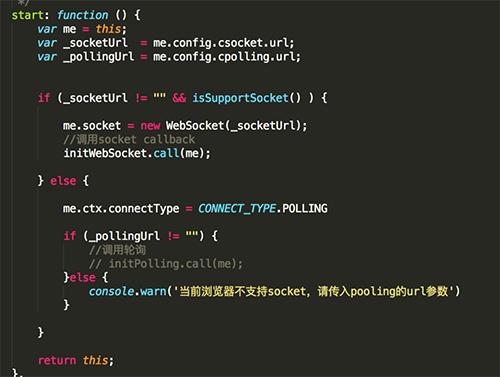 */
start: function () {
var me = this;
var _socketUrl  = me.config.csocket.url;
var _pollingUrl = me.config.cpolling.url;
if (_socketUrl != "" && isSupportSocket() ) {
me.socket = new WebSocket(_socketUrl);
//调用socket callback
initWebSocket.call(me);
} else {
me.ctx.connectType = CONNECT_TYPE.POLLING
if (_pollingUrl != "") {
//调用轮询
// initPolling.call(me);
}else {
console.warn('当前浏览器不支持socket，请传入pooling的url参数')
}
}
return this;
},